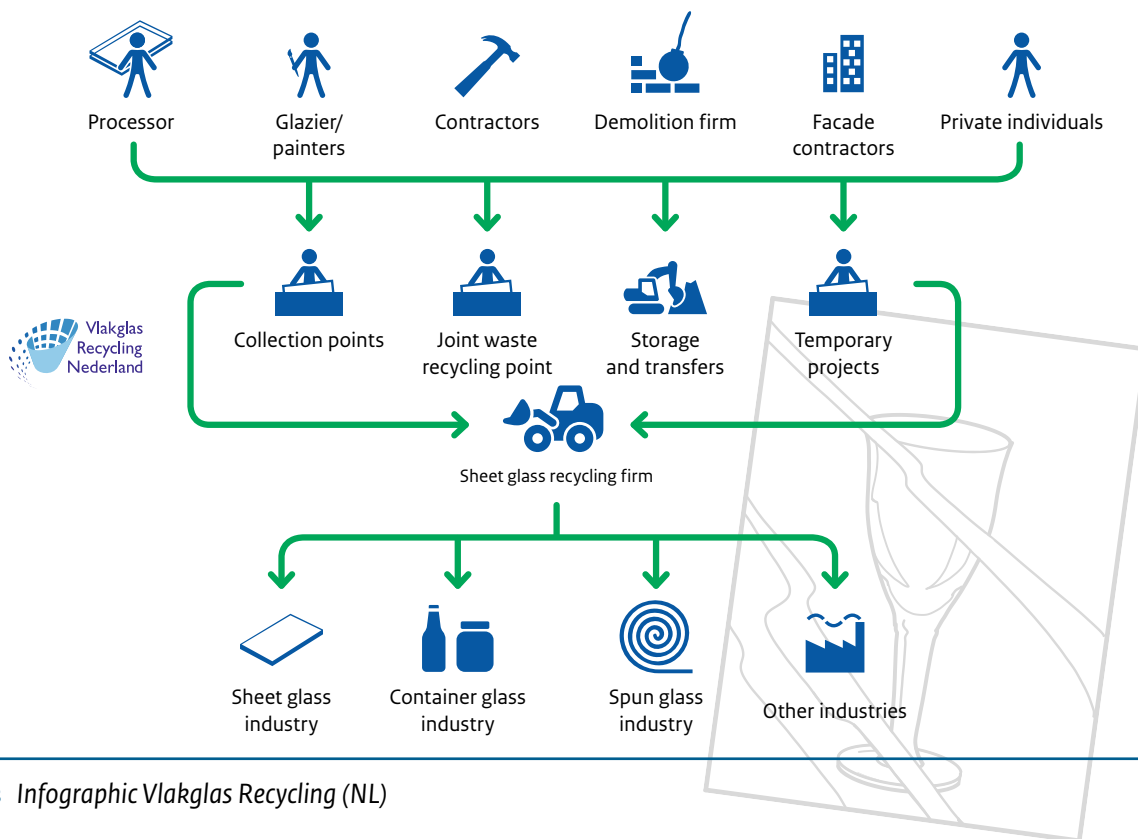 Processor
Glazier/
painters
Contractors
Demolition firm
Facade
contractors
Private individuals
Vlakglas
Recycling
Nederland
Collection points
Joint waste
recycling point
Storage
and transfers
Temporary
projects
Sheet glass recycling firm
Sheet glass
industry
Container glass
industry
Spun glass
industry
Other industries
Infographic Vlakglas Recycling (NL)